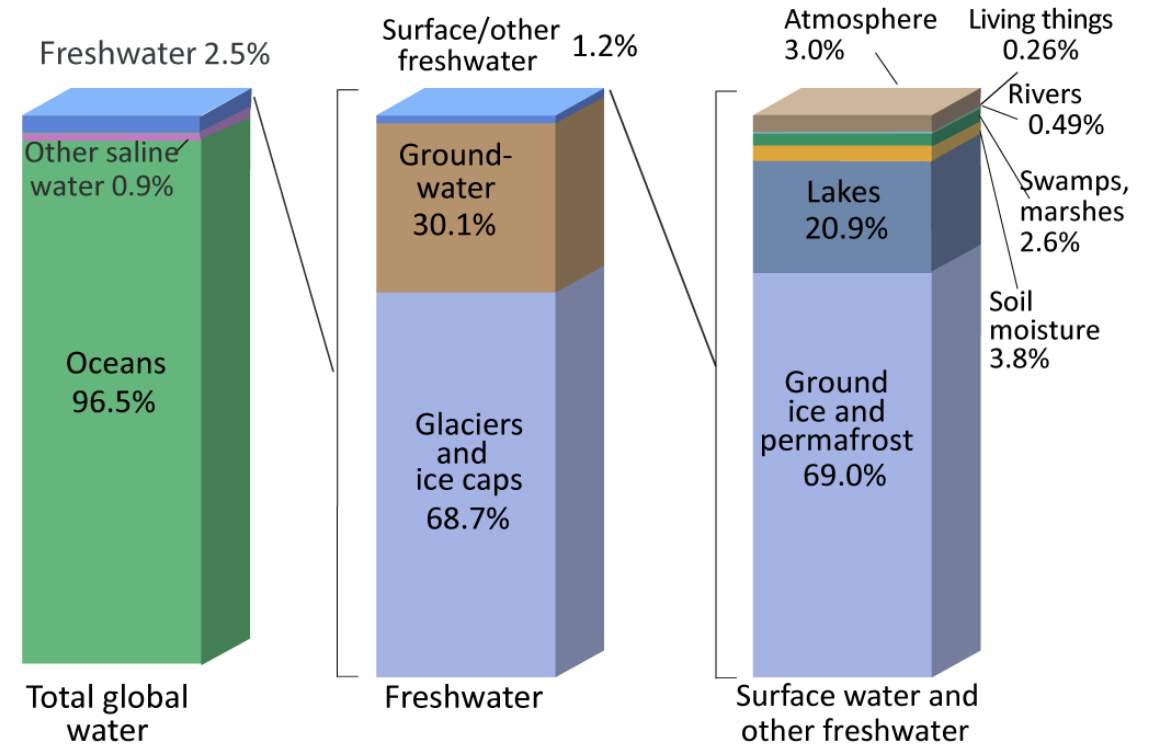 Freshwater 2.5%
Other saline
water 0.9%
Oceans
96.5%
Total global
water
Surface/other
freshwater
1.2%
Ground-
water
30.1%
Glaciers
and
ice caps
68.7%
Freshwater
Atmosphere
3.0%
Living things
0.26%
Rivers
0.49%
Swamps,
marshes
2.6%
Soil
moisture
3.8%
Lakes
20.9%
Ground
ice and
permafrost
69.0%
Surface water and
other freshwater